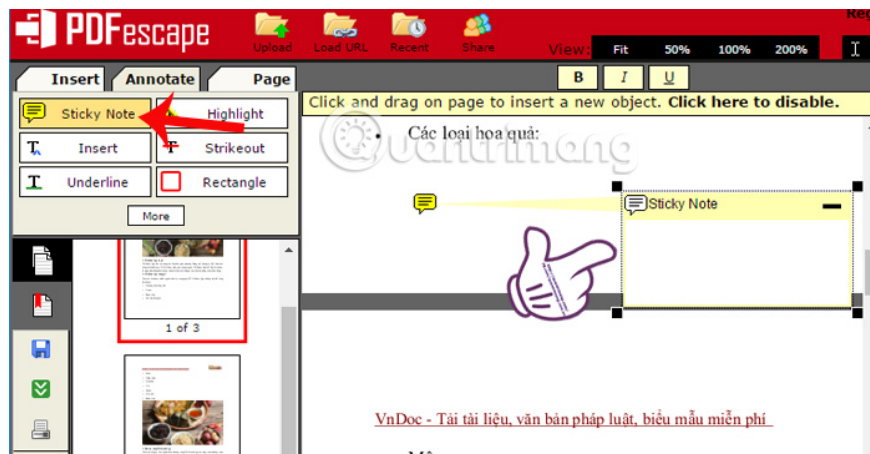 PDFescape
Upload Load URL Recent Share View: Fit 50% 100% 200%
Insert Annotate Page
B I U
Click and drag on page to insert a new object. Click here to disable.
Sticky Note Highlight
Insert Strikeout
Underline Rectangle
More
Các loại hoa quả:
Quantrimang
Sticky Note
1 of 3
VnDoc - Tải tài liệu, văn bản pháp luật, biểu mẫu miễn phí